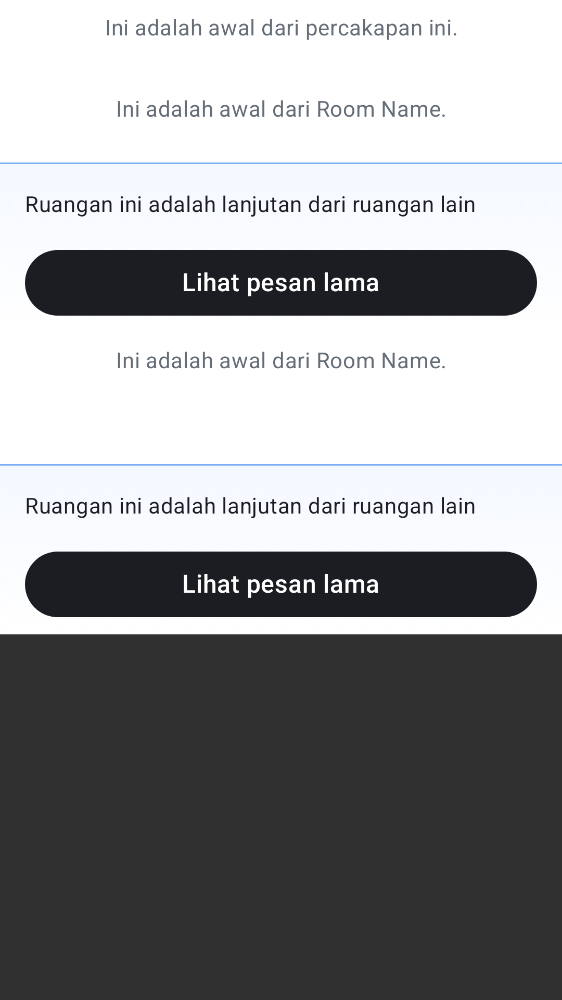 Ini adalah awal dari percakapan ini.
Ini adalah awal dari Room Name.
Ruangan ini adalah lanjutan dari ruangan lain
Lihat pesan lama
Ini adalah awal dari Room Name.
Ruangan ini adalah lanjutan dari ruangan lain
Lihat pesan lama